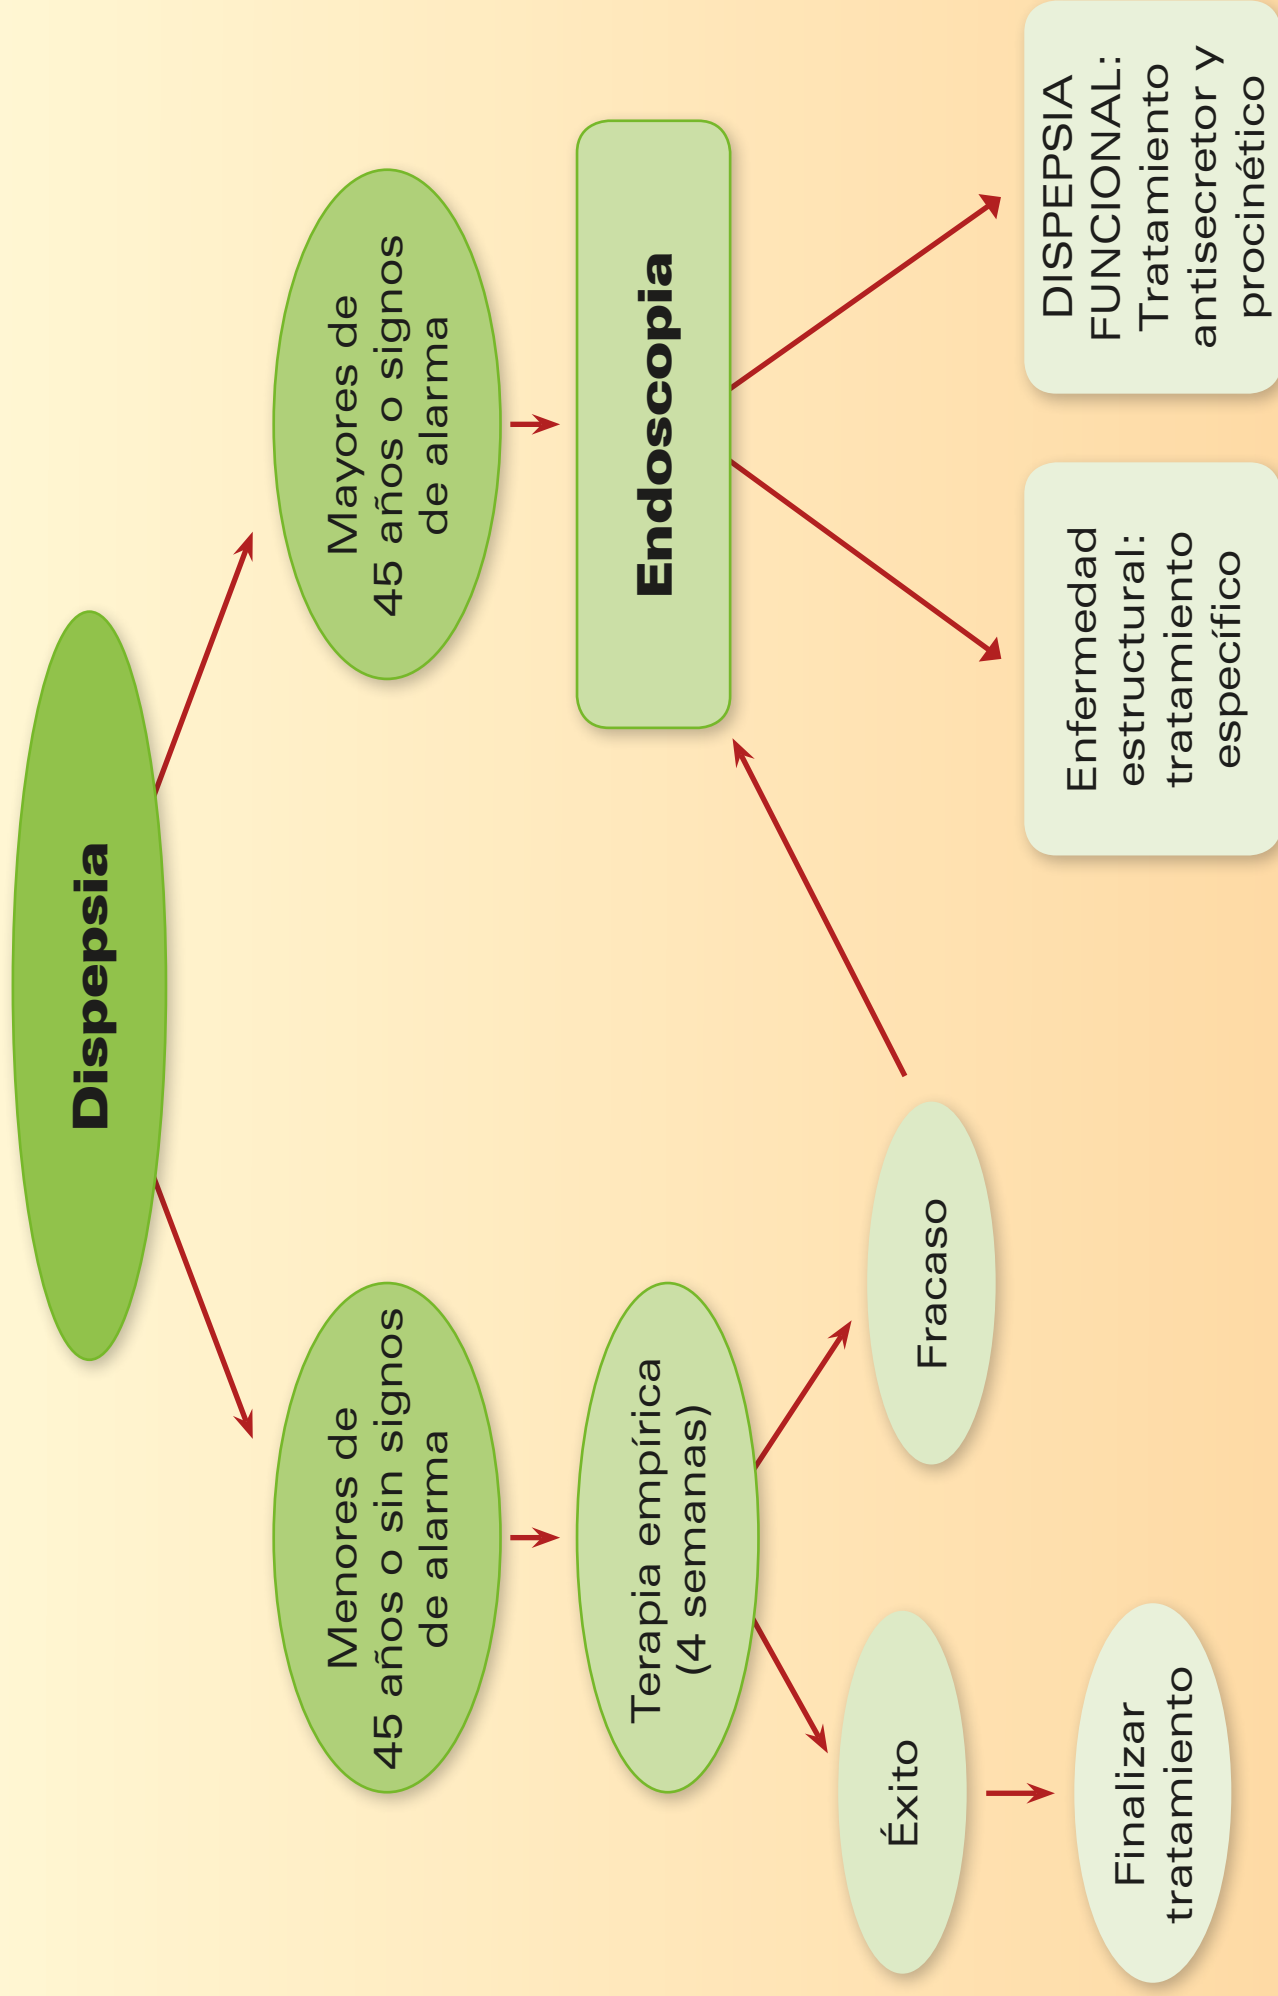 Dispepsia
Menores de
45 años o sin signos
de alarma
Mayores de
45 años o signos
de alarma
Terapia empírica
(4 semanas)
Endoscopia
Éxito
Fracaso
Finalizar
tratamiento
Enfermedad
estructural:
tratamiento
específico
DISPEPSIA
FUNCIONAL:
Tratamiento
antisecretor y
procinético